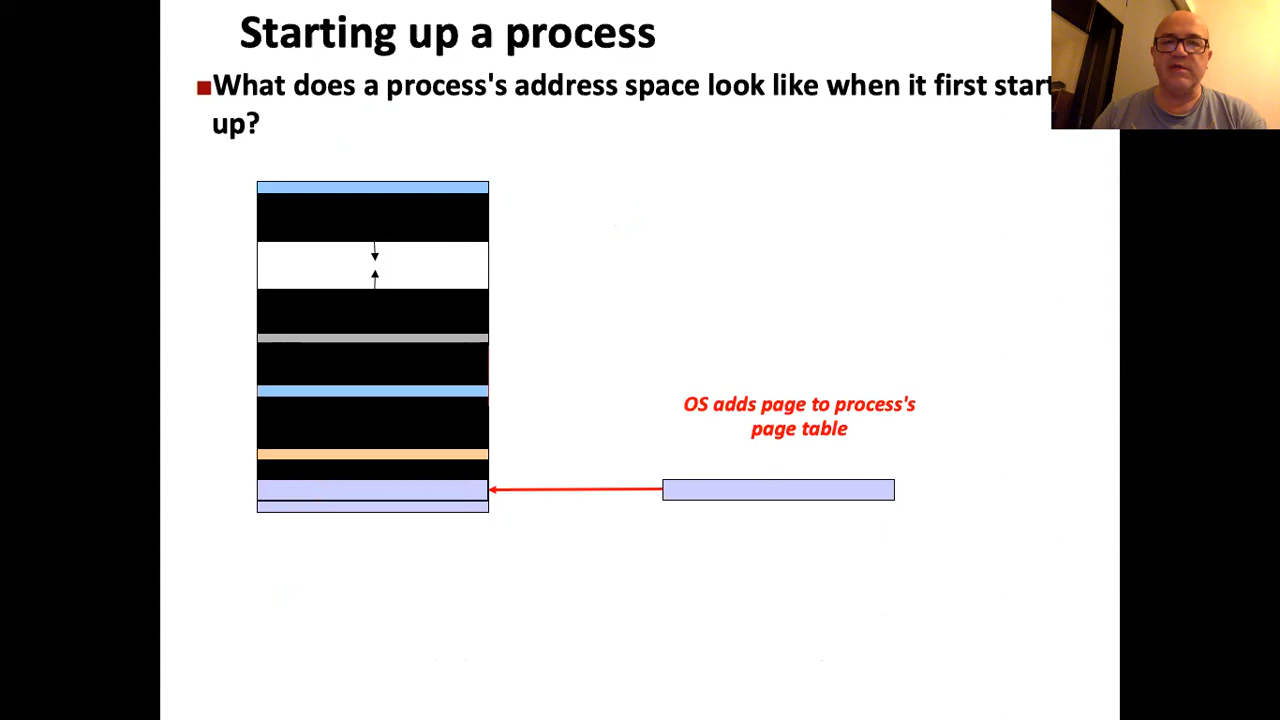 Starting up a process
What does a process's address space look like when it first start
up?
OS adds page to process's
page table